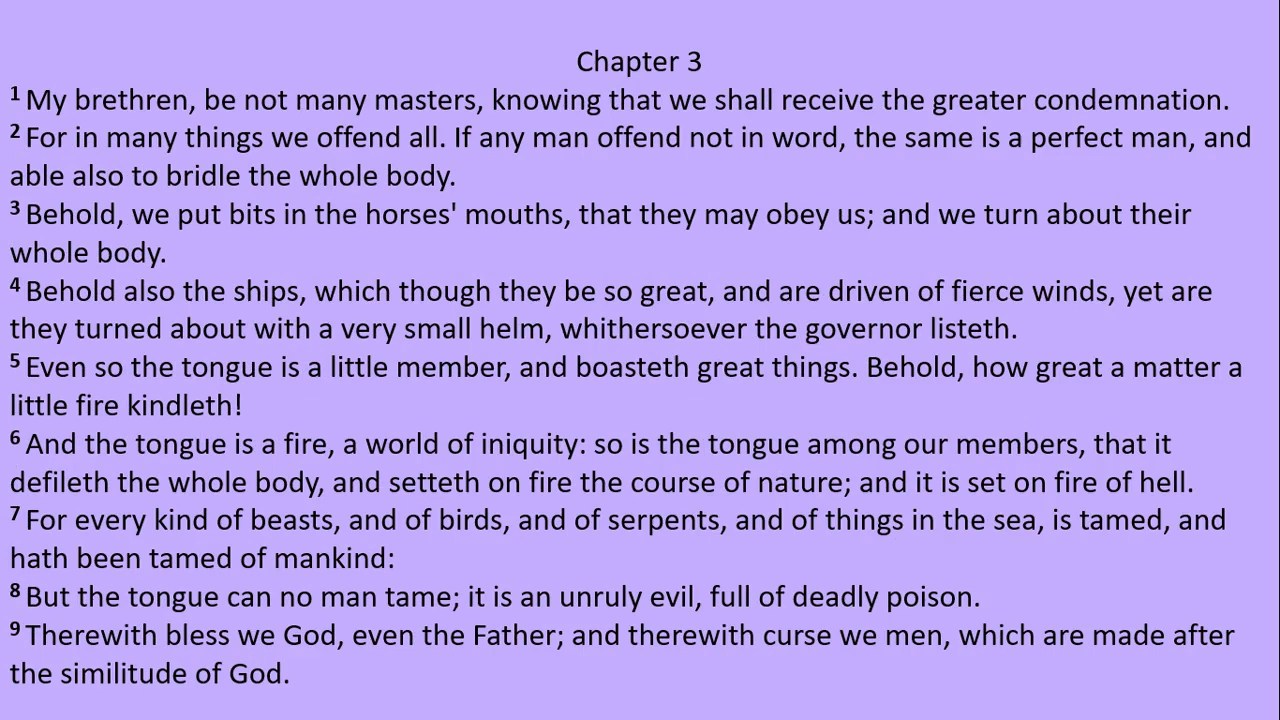 Chapter 3
1 My brethren, be not many masters, knowing that we shall receive the greater condemnation.
2 For in many things we offend all. If any man offend not in word, the same is a perfect man, and
able also to bridle the whole body.
3 Behold, we put bits in the horses' mouths, that they may obey us; and we turn about their
whole body.
4 Behold also the ships, which though they be so great, and are driven of fierce winds, yet are
they turned about with a very small helm, whithersoever the governor listeth.
5 Even so the tongue is a little member, and boasteth great things. Behold, how great a matter a
little fire kindleth!
6 And the tongue is a fire, a world of iniquity: so is the tongue among our members, that it
defileth the whole body, and setteth on fire the course of nature; and it is set on fire of hell.
7 For every kind of beasts, and of birds, and of serpents, and of things in the sea, is tamed, and
hath been tamed of mankind:
8 But the tongue can no man tame; it is an unruly evil, full of deadly poison.
9 Therewith bless we God, even the Father; and therewith curse we men, which are made after
the similitude of God.